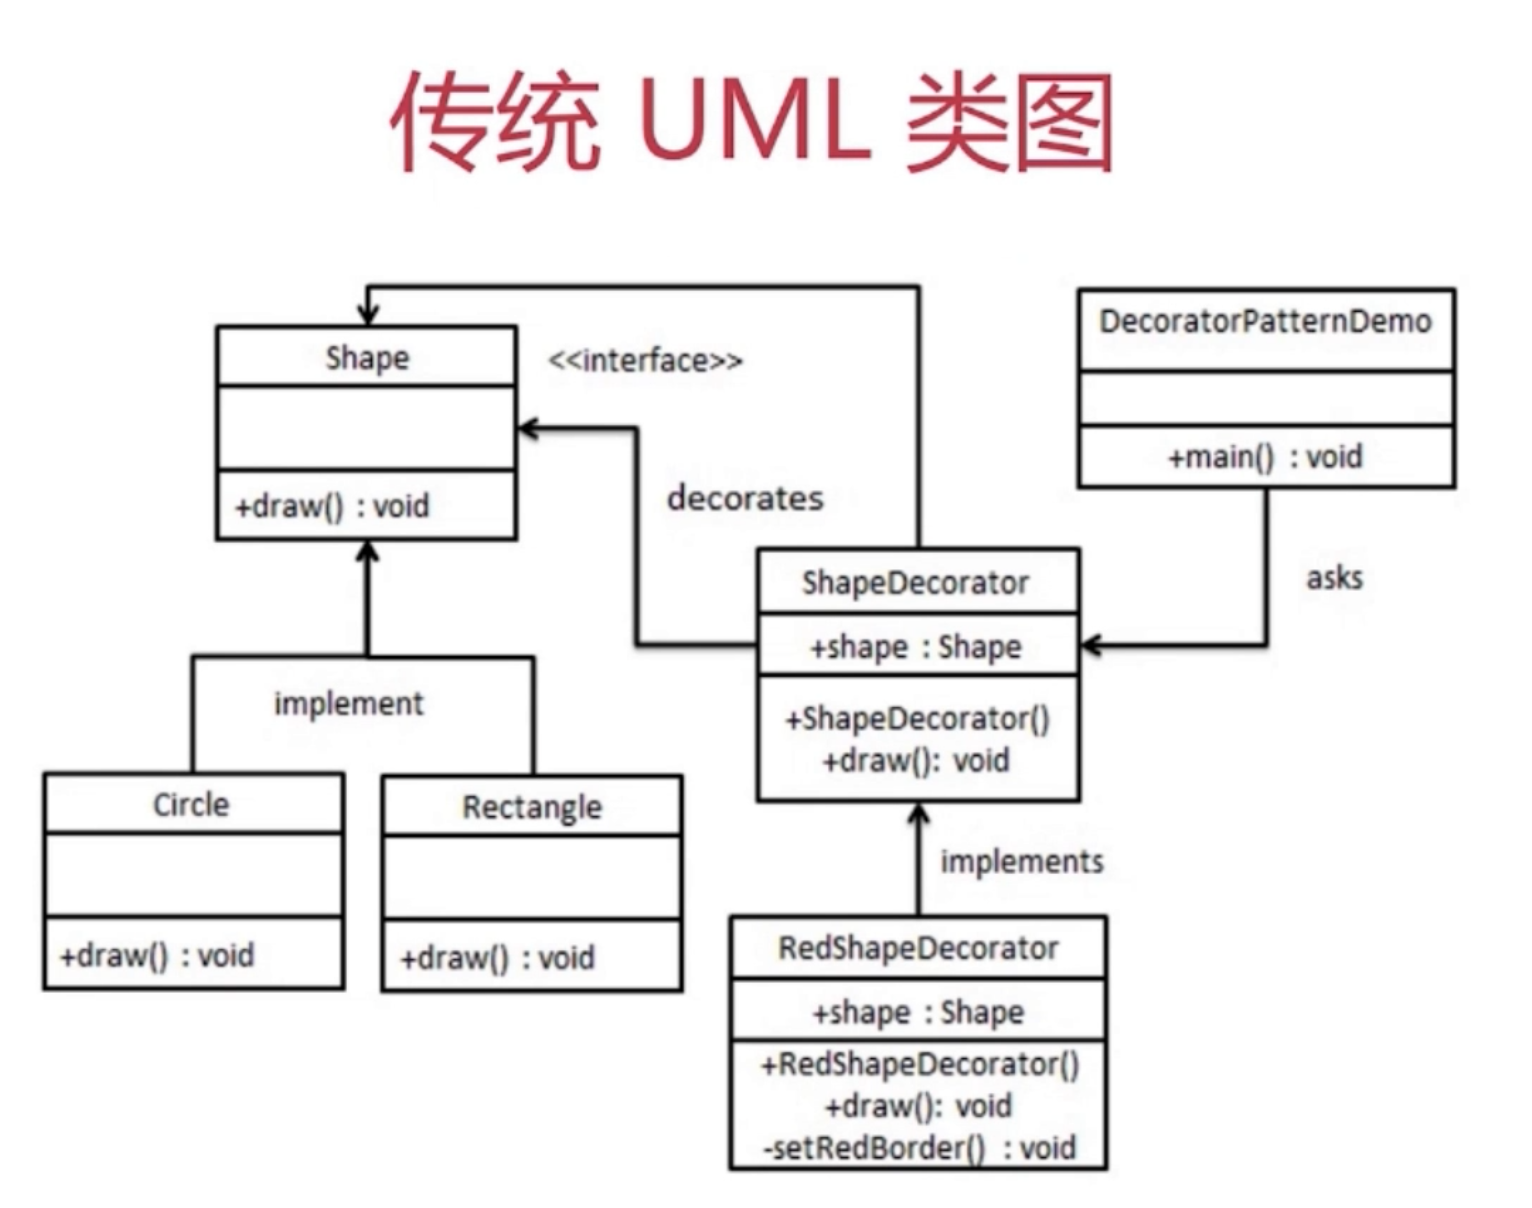 传统 UML 类图
Shape
+draw() : void
<<interface>>
decorates
DecoratorPatternDemo
+main() : void
asks
ShapeDecorator
+shape : Shape
+ShapeDecorator()
+draw(): void
implement
Circle
+draw() : void
Rectangle
+draw() : void
implements
RedShapeDecorator
+shape : Shape
+RedShapeDecorator()
+draw(): void
-setRedBorder() : void